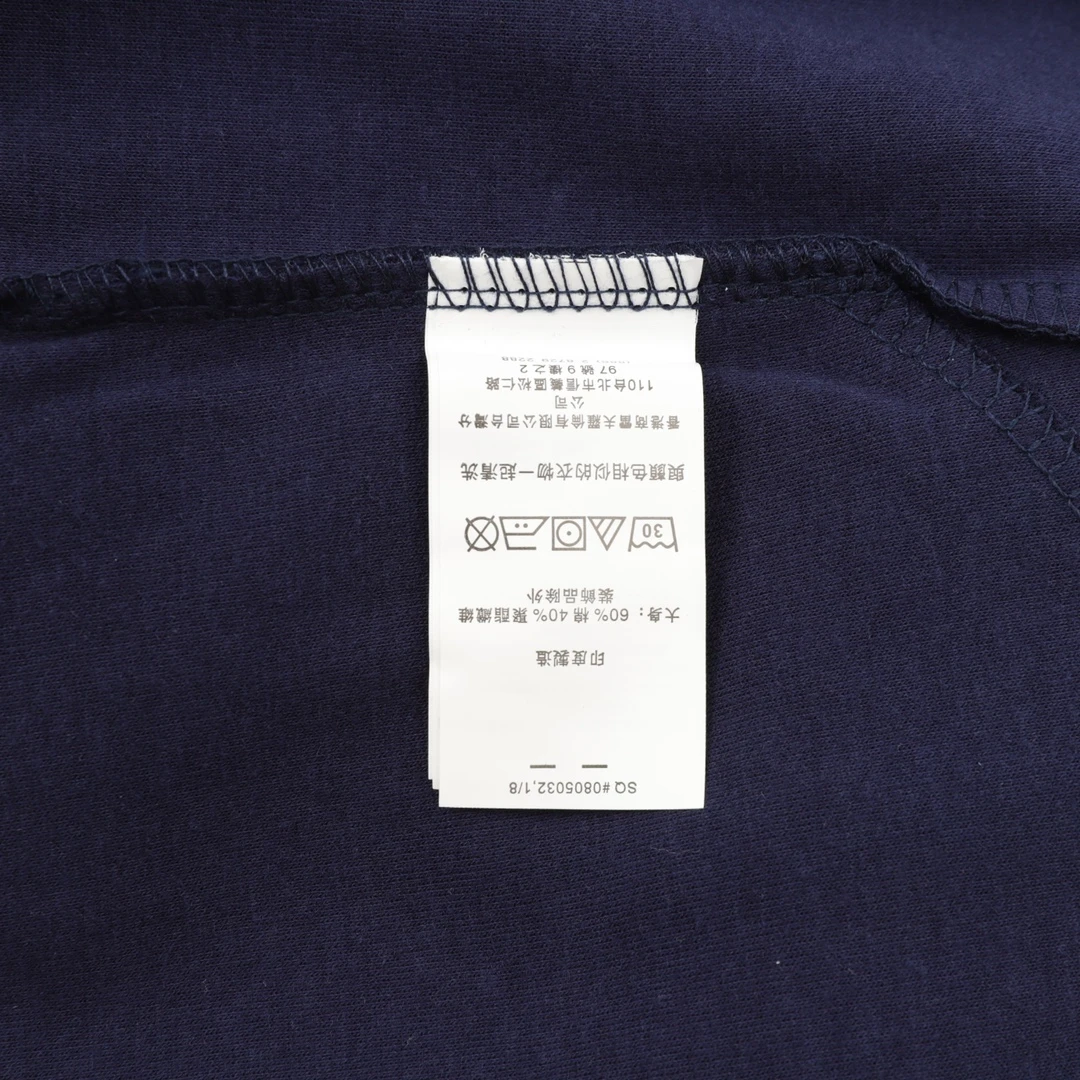 SQ #0805032,1/8
印度製造
大身：60% 棉 40% 聚酯纖維
裝飾品除外
30
與顏色相似的衣物一起清洗
香港商雷夫羅倫有限公司台灣分
公司
110台北市信義區松仁路
97 號 9 樓之 2